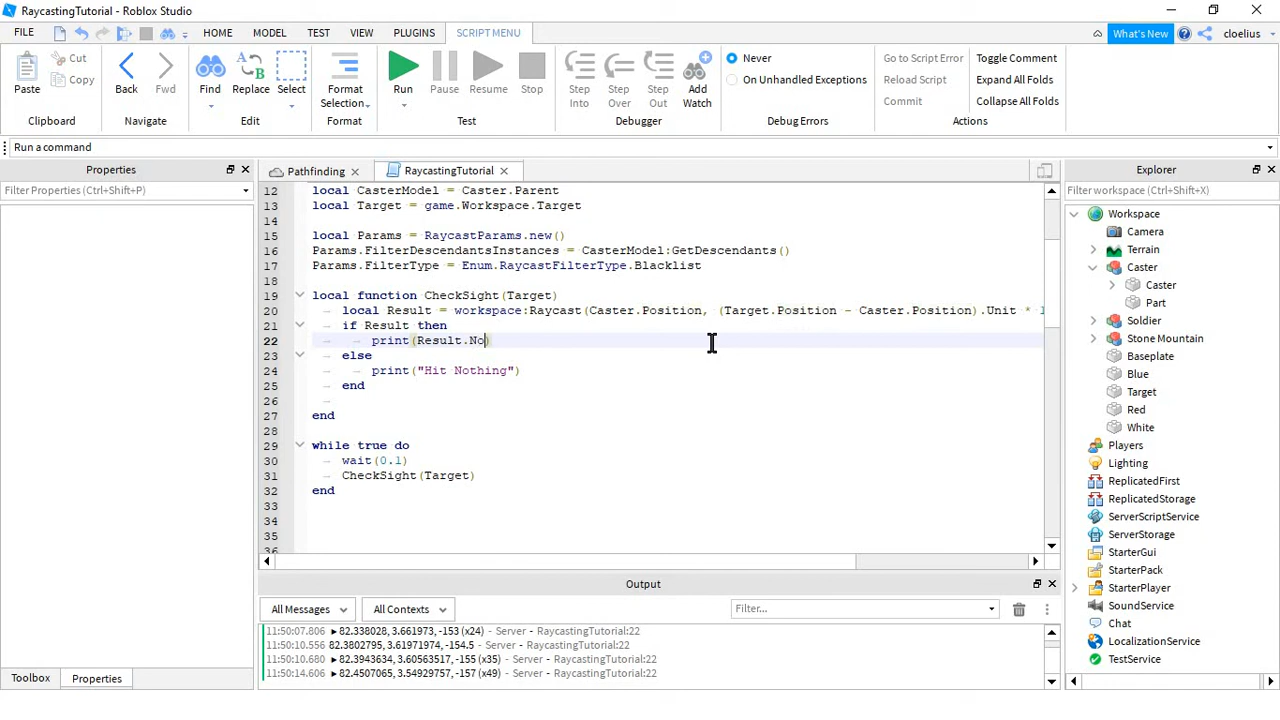 RaycastingTutorial - Roblox Studio
FILE HOME MODEL TEST VIEW PLUGINS SCRIPT MENU What's New cloelius
Paste Cut Copy Back Fwd Find Replace Select Format Selection Run Pause Resume Stop Step Into Step Over Step Out Add Watch Never On Unhandled Exceptions Go to Script Error Reload Script Commit Toggle Comment Expand All Folds Collapse All Folds
Clipboard Navigate Edit Format Test Debugger Debug Errors Actions
Run a command
Properties
Filter Properties (Ctrl+Shift+P)
Pathfinding
RaycastingTutorial
Explorer
Filter workspace (Ctrl+Shift+X)
12 local CasterModel = Caster.Parent
13 local Target = game.Workspace.Target
14
15 local Params = RaycastParams.new()
16 Params.FilterDescendantsInstances = CasterModel:GetDescendants()
17 Params.FilterType = Enum.RaycastFilterType.Blacklist
18
19 local function CheckSight(Target)
20 local Result = workspace:Raycast(Caster.Position, (Target.Position - Caster.Position).Unit *
21 if Result then
22 print(Result.No)
23 else
24 print("Hit Nothing")
25 end
26
27 end
28
29 while true do
30 wait(0.1)
31 CheckSight(Target)
32 end
33
34
35
36
Workspace
Camera
Terrain
Caster
Caster
Part
Soldier
Stone Mountain
Baseplate
Blue
Target
Red
White
Players
Lighting
ReplicatedFirst
ReplicatedStorage
ServerScriptService
ServerStorage
StarterGui
StarterPack
StarterPlayer
SoundService
Chat
LocalizationService
TestService
Output
All Messages All Contexts Filter...
11:50:07.806 ▸ 82.338028, 3.661973, -153 (x24) - Server - RaycastingTutorial:22
11:50:10.556 82.3802795, 3.61971974, -154.5 - Server - RaycastingTutorial:22
11:50:10.680 ▸ 82.3943634, 3.60563517, -155 (x35) - Server - RaycastingTutorial:22
11:50:14.606 ▸ 82.4507065, 3.54929757, -157 (x49) - Server - RaycastingTutorial:22
Toolbox Properties